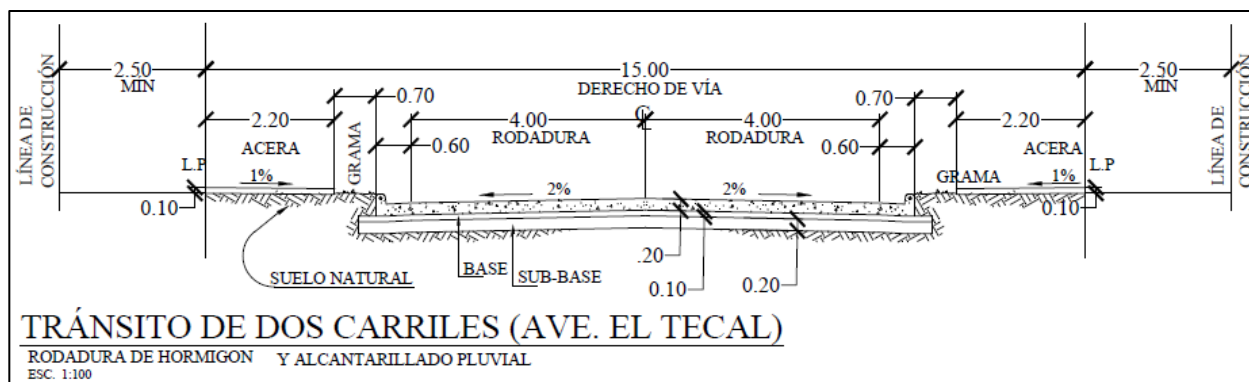 LÍNEA DE
CONSTRUCCIÓN
2.50
MIN
15.00
DERECHO DE VÍA
2.50
MIN
LÍNEA DE
CONSTRUCCIÓN
0.70
0.70
2.20
ACERA
GRAMA
4.00
RODADURA
CL
4.00
RODADURA
2.20
ACERA
0.60
0.60
L.P
1%
2%
2%
GRAMA
1%
L.P
0.10
0.10
SUELO NATURAL
BASE
SUB-BASE
.20
0.10
0.20
TRÁNSITO DE DOS CARRILES (AVE. EL TECAL)
RODADURA DE HORMIGON Y ALCANTARILLADO PLUVIAL
ESC. 1:100